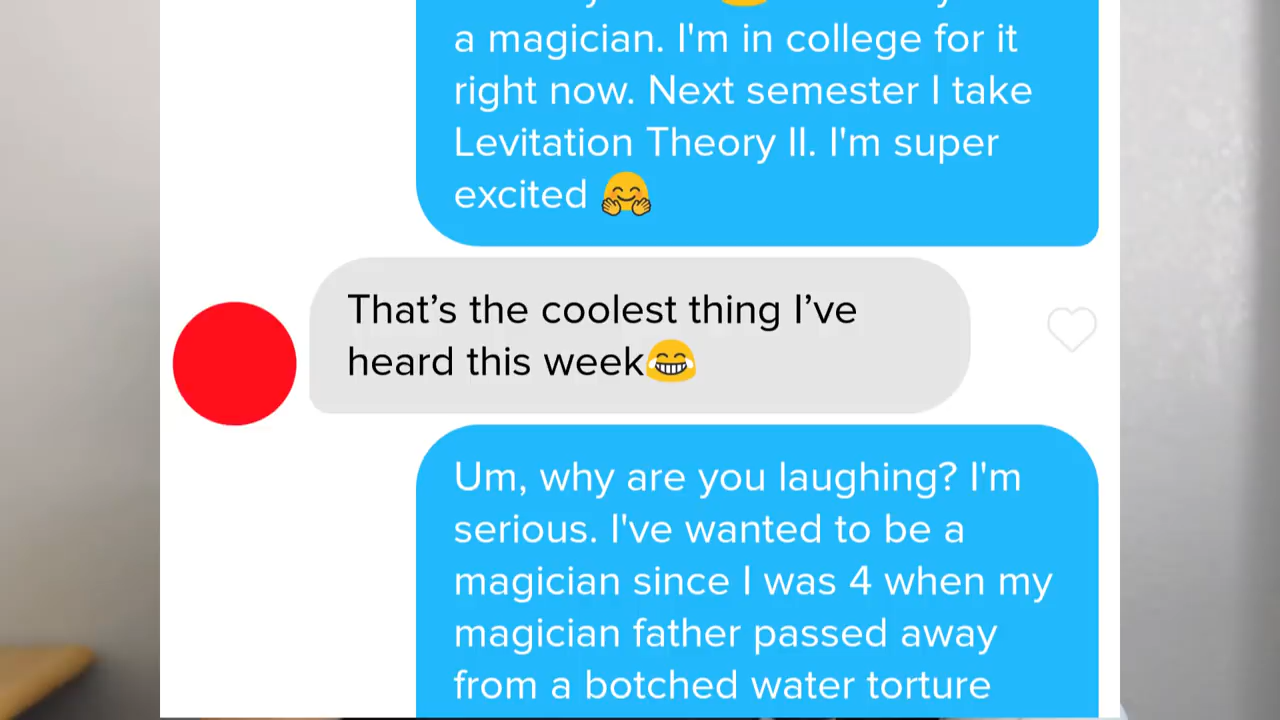 a magician. I'm in college for it
right now. Next semester I take
Levitation Theory II. I'm super
excited 🤗
That’s the coolest thing I’ve
heard this week😂
Um, why are you laughing? I'm
serious. I've wanted to be a
magician since I was 4 when my
magician father passed away
from a botched water torture